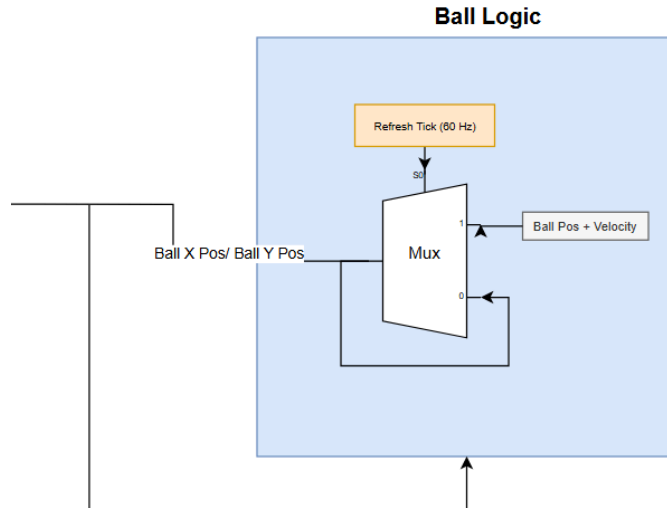 Ball Logic
Refresh Tick (60 Hz)
S0
1
Ball Pos + Velocity
Ball X Pos/ Ball Y Pos
Mux
0